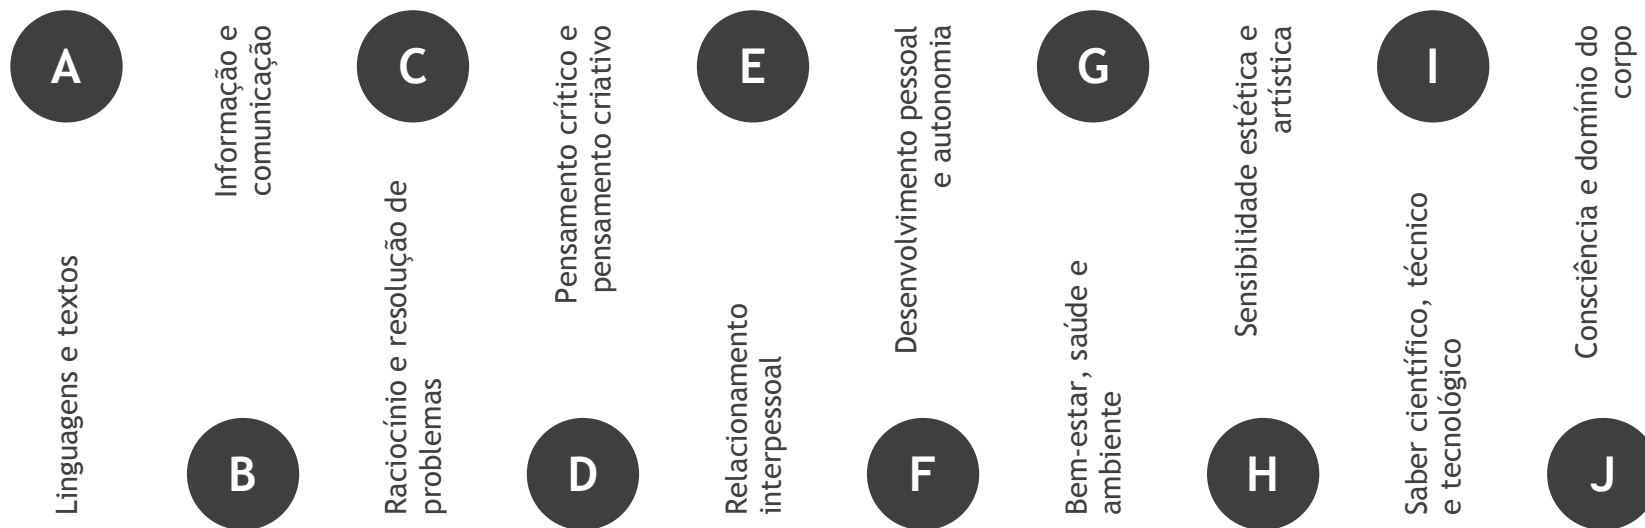 A
Linguagens e textos
Informação e
comunicação
B
C
Raciocínio e resolução de
problemas
Pensamento crítico e
pensamento criativo
D
E
Relacionamento
interpessoal
Desenvolvimento pessoal
e autonomia
F
G
Bem-estar, saúde e
ambiente
Sensibilidade estética e
artística
H
I
Saber científico, técnico
e tecnológico
Consciência e domínio do
corpo
J